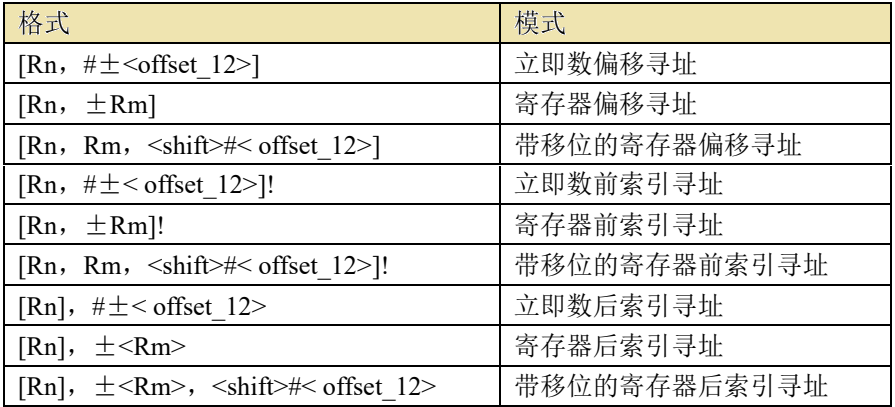 格式 模式
[Rn，#±<offset_12>] 立即数偏移寻址
[Rn，±Rm] 寄存器偏移寻址
[Rn，Rm，<shift>#< offset_12>] 带移位的寄存器偏移寻址
[Rn，#±< offset_12>]! 立即数前索引寻址
[Rn，±Rm]! 寄存器前索引寻址
[Rn，Rm，<shift>#< offset_12>]! 带移位的寄存器前索引寻址
[Rn]，#±< offset_12> 立即数后索引寻址
[Rn]，±<Rm> 寄存器后索引寻址
[Rn]，±<Rm>，<shift>#< offset_12> 带移位的寄存器后索引寻址